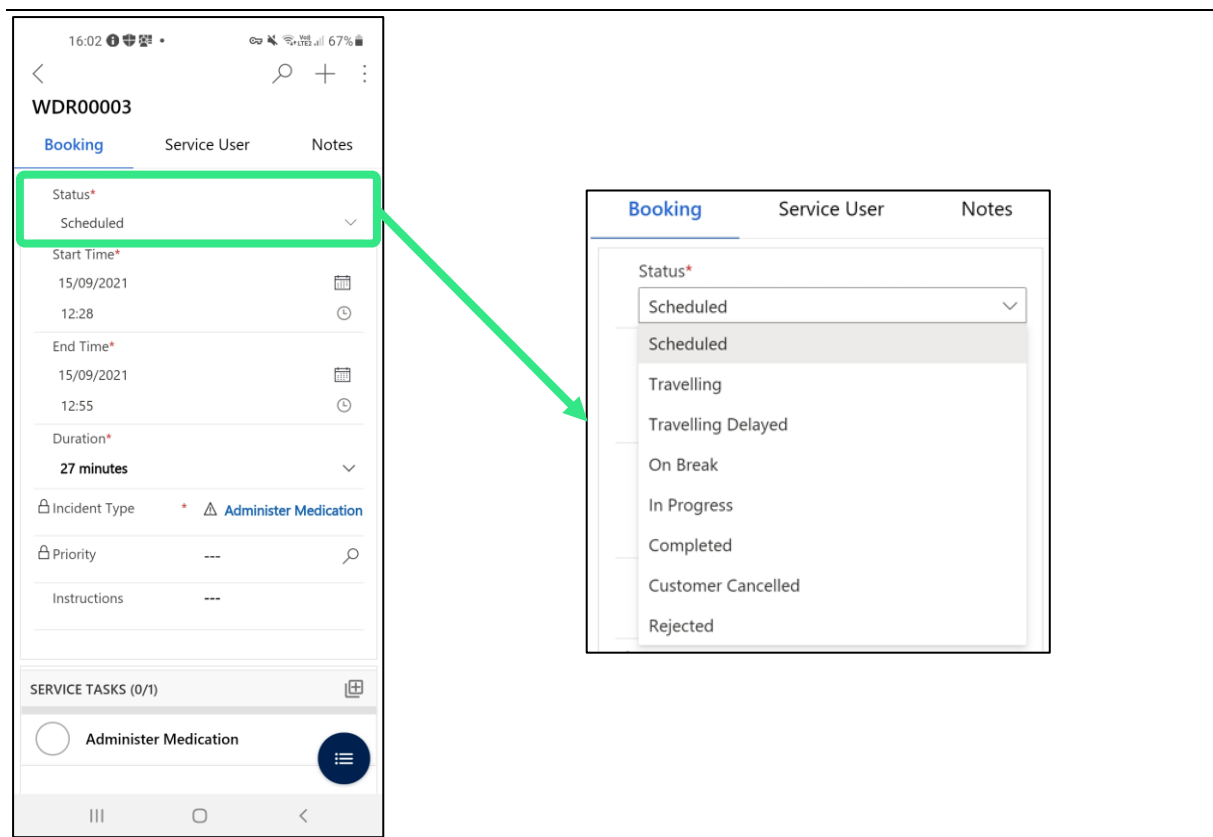 16:02
Voj) LTE2 67%
WDR00003
Booking Service User Notes
Status*
Scheduled
Start Time*
15/09/2021
12:28
End Time*
15/09/2021
12:55
Duration*
27 minutes
Incident Type * Administer Medication
Priority ---
Instructions ---
SERVICE TASKS (0/1)
Administer Medication
Booking Service User Notes
Status*
Scheduled
Scheduled
Travelling
Travelling Delayed
On Break
In Progress
Completed
Customer Cancelled
Rejected